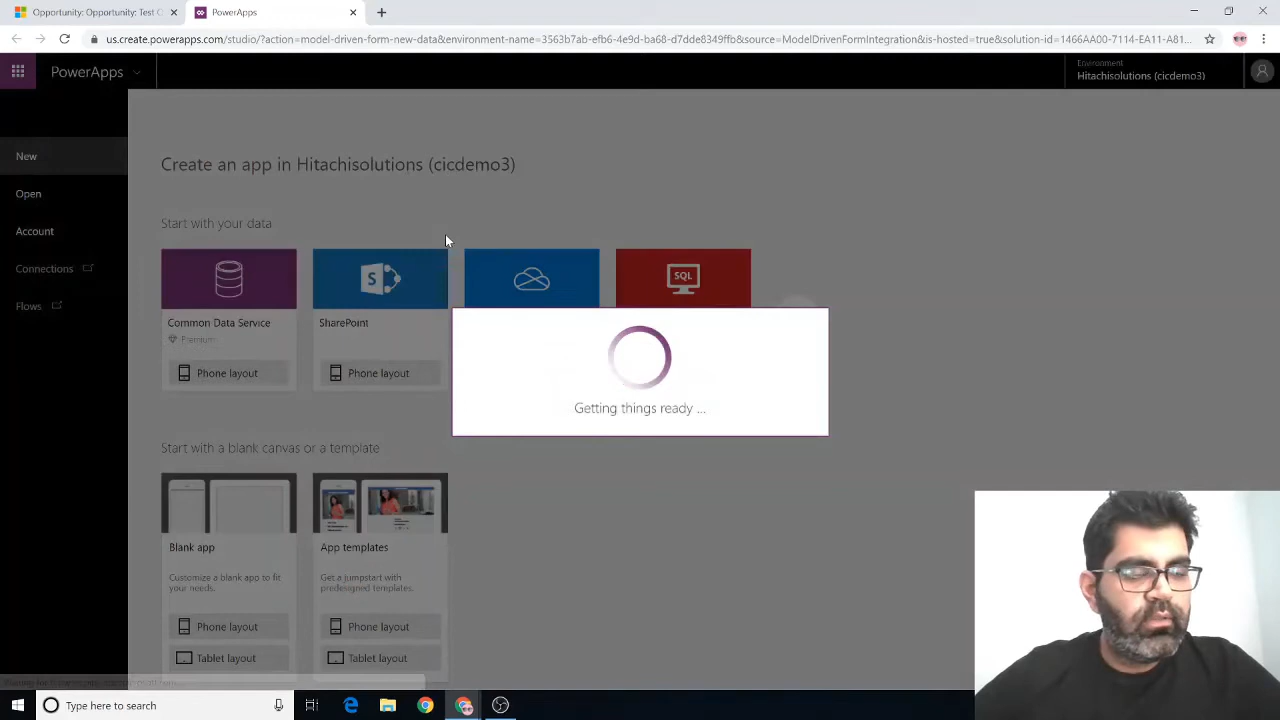 Opportunity: Opportunity: Test O
PowerApps
us.create.powerapps.com/studio/?action=model-driven-form-new-data&environment-name=3563b7ab-efb6-4e9d-ba68-d7dde8349ffb&source=ModelDrivenFormIntegration&is-hosted=true&solution-id=1466AA00-7114-EA11-A81...
PowerApps
Environment
Hitachisolutions (cicdemo3)
New
Open
Account
Connections
Flows
Create an app in Hitachisolutions (cicdemo3)
Start with your data
SQL
Common Data Service
Premium
Phone layout
SharePoint
Phone layout
Getting things ready ...
Start with a blank canvas or a template
Blank app
Customize a blank app to fit
your needs.
Phone layout
Tablet layout
App templates
Get a jumpstart with
predesigned templates.
Phone layout
Tablet layout
Type here to search